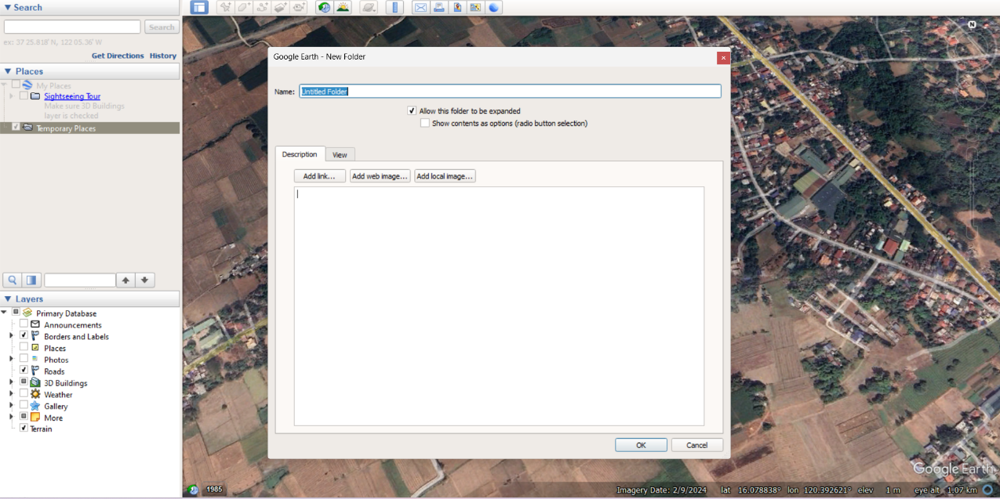 Search
Search
ex: 37 25.818' N, 122 05.36' W
Get Directions History
Places
My Places
Sightseeing Tour
Make sure 3D Buildings
layer is checked
Temporary Places
Layers
Primary Database
Announcements
Borders and Labels
Places
Photos
Roads
3D Buildings
Weather
Gallery
More
Terrain
Google Earth - New Folder
Name: Untitled Folder
Allow this folder to be expanded
Show contents as options (radio button selection)
Description View
Add link... Add web image... Add local image...
OK Cancel
N
Google Earth
1985
Imagery Date: 2/9/2024 lat 16.078838° lon 120.392621° elev 1 m eye alt 1.07 km